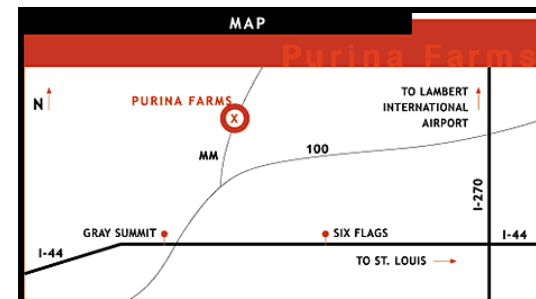 MAP
Purina Farms
N
PURINA FARMS
X
TO LAMBERT
INTERNATIONAL
AIRPORT
MM
100
I-270
GRAY SUMMIT
SIX FLAGS
I-44
I-44
TO ST. LOUIS